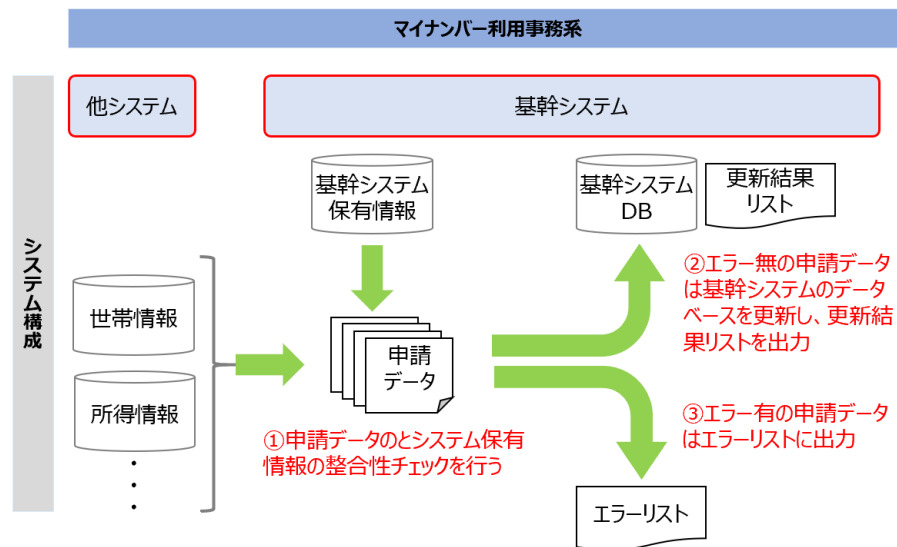 マイナンバー利用事務系
システム構成
他システム
基幹システム
基幹システム
保有情報
基幹システム
DB
更新結果
リスト
世帯情報
所得情報
・
・
・
申請
データ
①申請データのとシステム保有
情報の整合性チェックを行う
②エラー無の申請データ
は基幹システムのデータ
ベースを更新し、更新結
果リストを出力
③エラー有の申請データ
はエラーリストに出力
エラーリスト